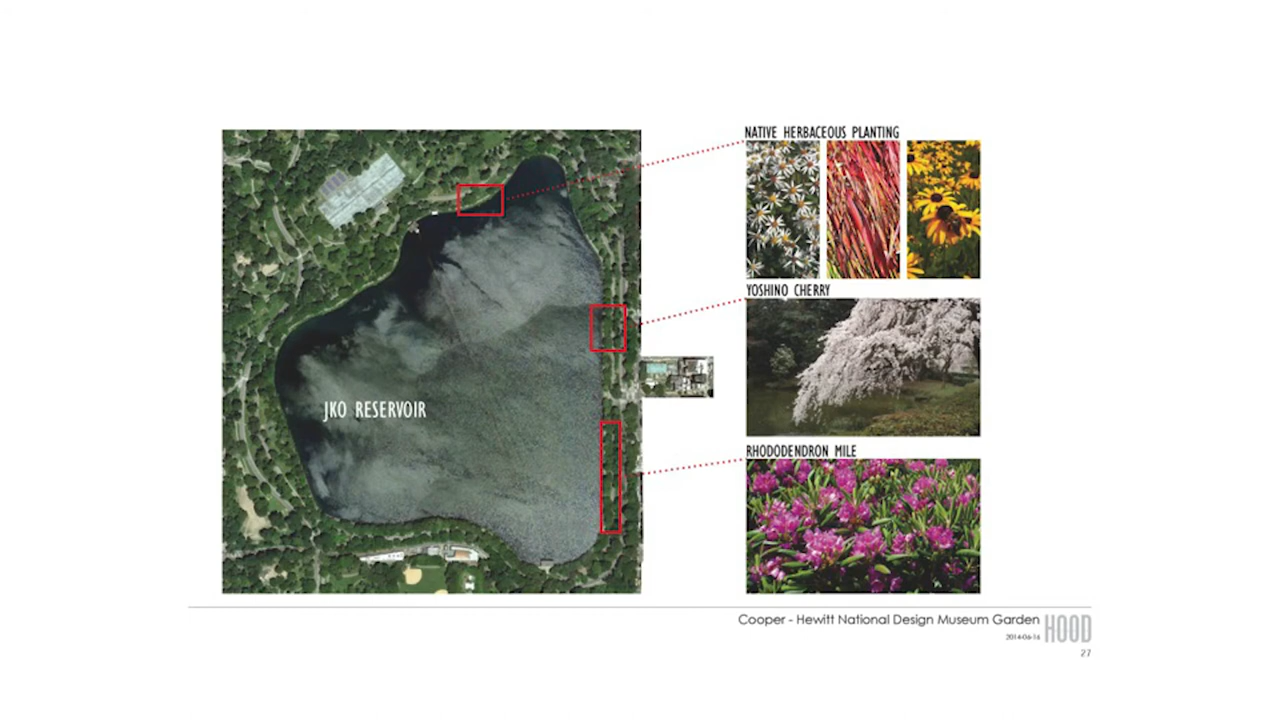 NATIVE HERBACEOUS PLANTING
YOSHINO CHERRY
JKO RESERVOIR
RHODODENDRON MILE
Cooper - Hewitt National Design Museum Garden
HOOD
2014-06-16
27